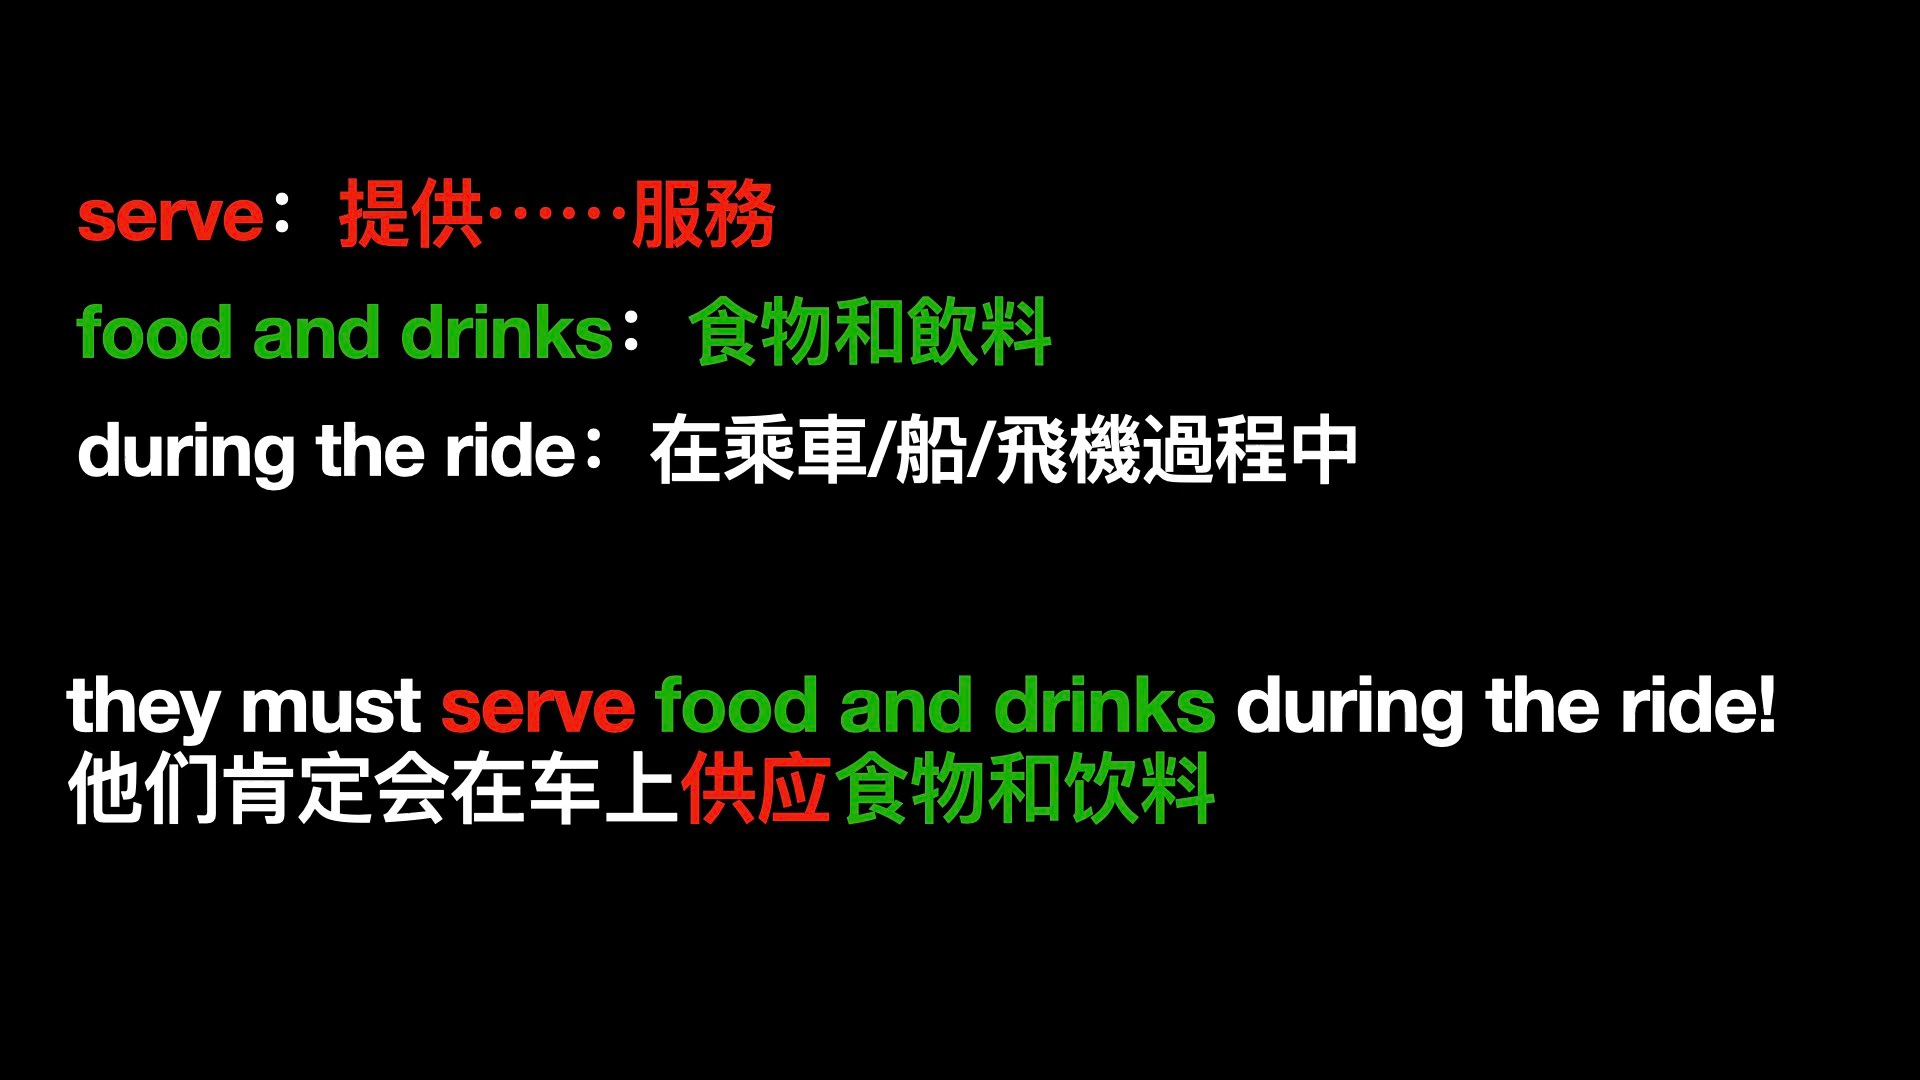 serve：提供……服務
food and drinks：食物和飲料
during the ride：在乘車/船/飛機過程中
they must serve food and drinks during the ride!
他们肯定会在车上供应食物和饮料